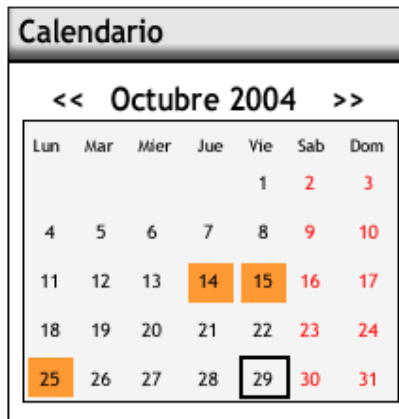 Calendario
<< Octubre 2004 >>
Lun Mar Mier Jue Vie Sab Dom
1 2 3
4 5 6 7 8 9 10
11 12 13 14 15 16 17
18 19 20 21 22 23 24
25 26 27 28 29 30 31